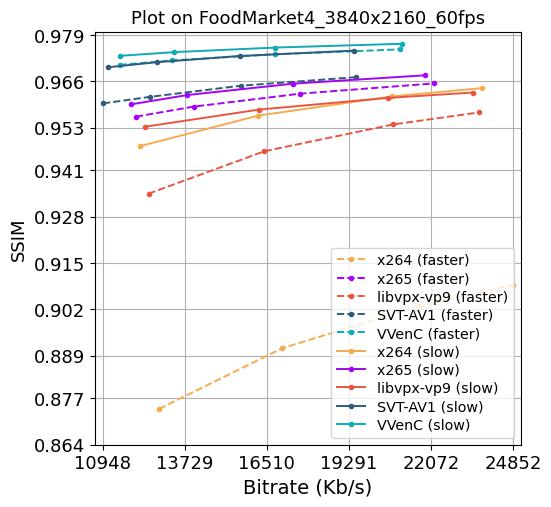 Plot on FoodMarket4_3840x2160_60fps
SSIM
0.979
0.966
0.953
0.941
0.928
0.915
0.902
0.889
0.877
0.864
x264 (faster)
x265 (faster)
libvpx-vp9 (faster)
SVT-AV1 (faster)
VVenC (faster)
x264 (slow)
x265 (slow)
libvpx-vp9 (slow)
SVT-AV1 (slow)
VVenC (slow)
10948 13729 16510 19291 22072 24852
Bitrate (Kb/s)